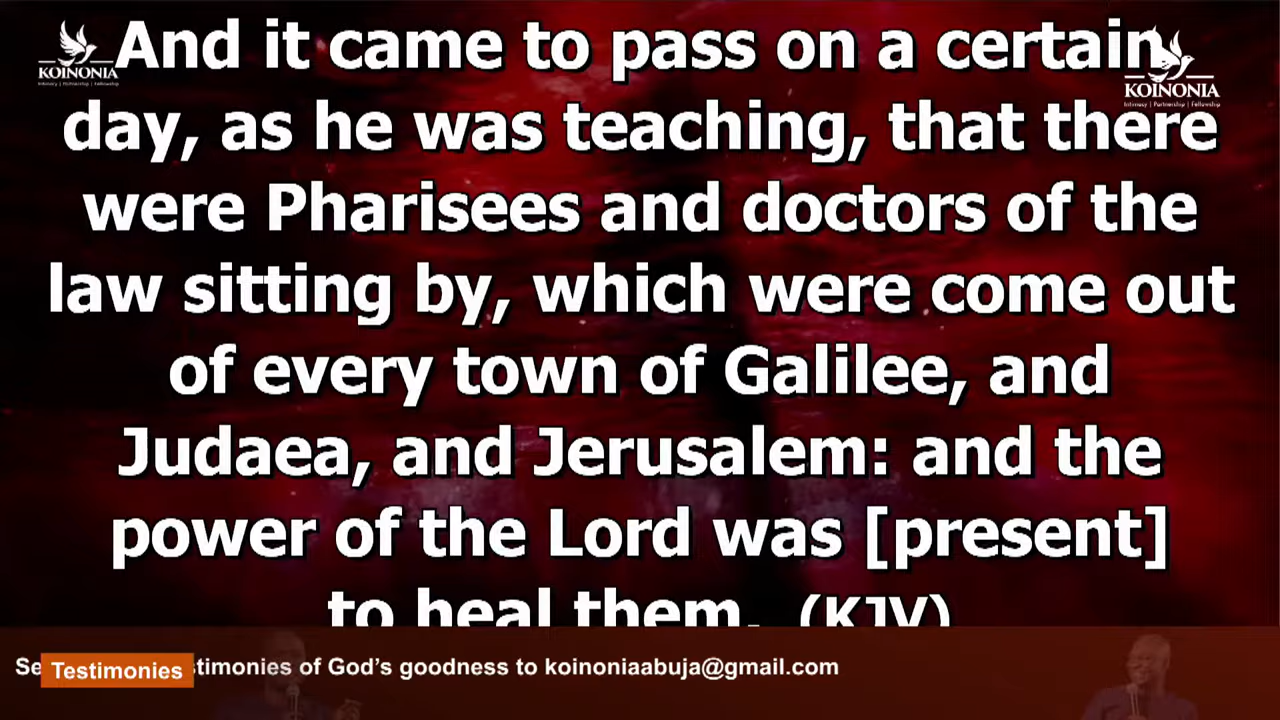 And it came to pass on a certain
day, as he was teaching, that there
were Pharisees and doctors of the
law sitting by, which were come out
of every town of Galilee, and
Judaea, and Jerusalem: and the
power of the Lord was [present]
to heal them. (KJV)
KOINONIA
Intimacy | Partnership | Fellowship
KOINONIA
Intimacy | Partnership | Fellowship
Testimonies
of God's goodness to koinoniaabuja@gmail.com